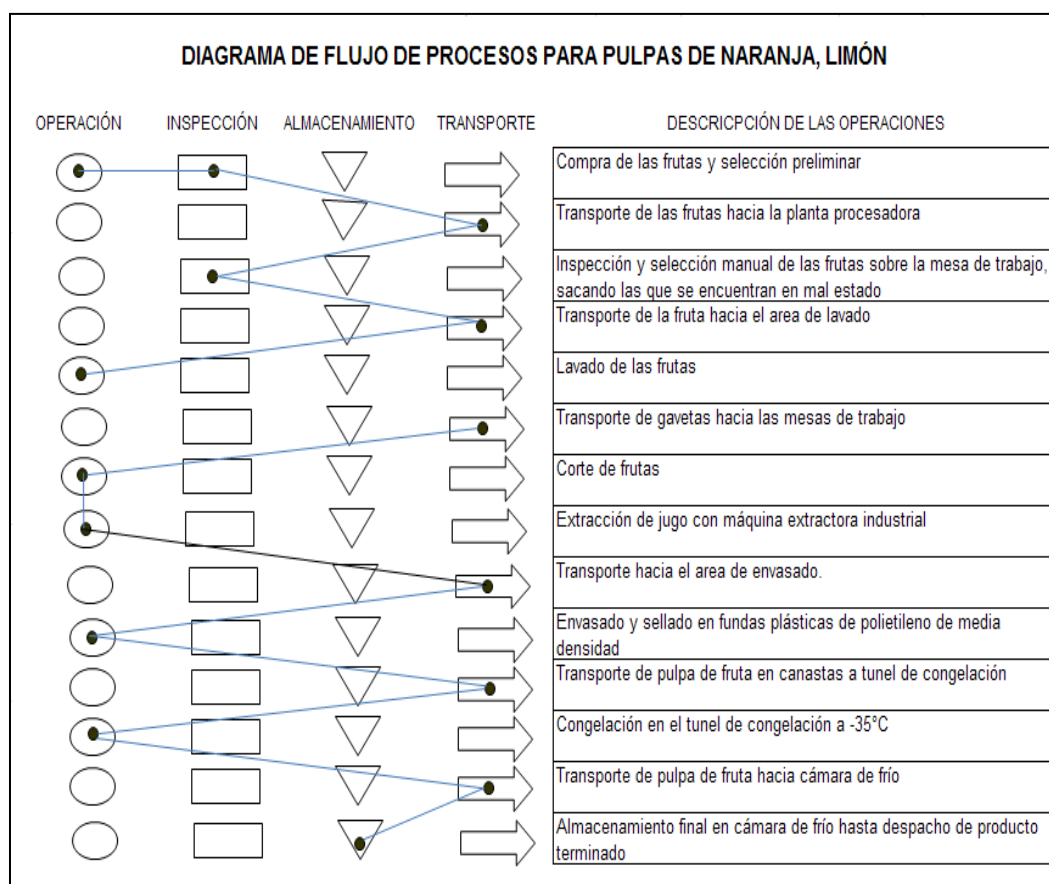 DIAGRAMA DE FLUJO DE PROCESOS PARA PULPAS DE NARANJA, LIMÓN
OPERACIÓN INSPECCIÓN ALMACENAMIENTO TRANSPORTE DESCRICPCIÓN DE LAS OPERACIONES
Compra de las frutas y selección preliminar
Transporte de las frutas hacia la planta procesadora
Inspección y selección manual de las frutas sobre la mesa de trabajo,
sacando las que se encuentran en mal estado
Transporte de la fruta hacia el area de lavado
Lavado de las frutas
Transporte de gavetas hacia las mesas de trabajo
Corte de frutas
Extracción de jugo con máquina extractora industrial
Transporte hacia el area de envasado.
Envasado y sellado en fundas plásticas de polietileno de media
densidad
Transporte de pulpa de fruta en canastas a tunel de congelación
Congelación en el tunel de congelación a -35°C
Transporte de pulpa de fruta hacia cámara de frío
Almacenamiento final en cámara de frío hasta despacho de producto
terminado